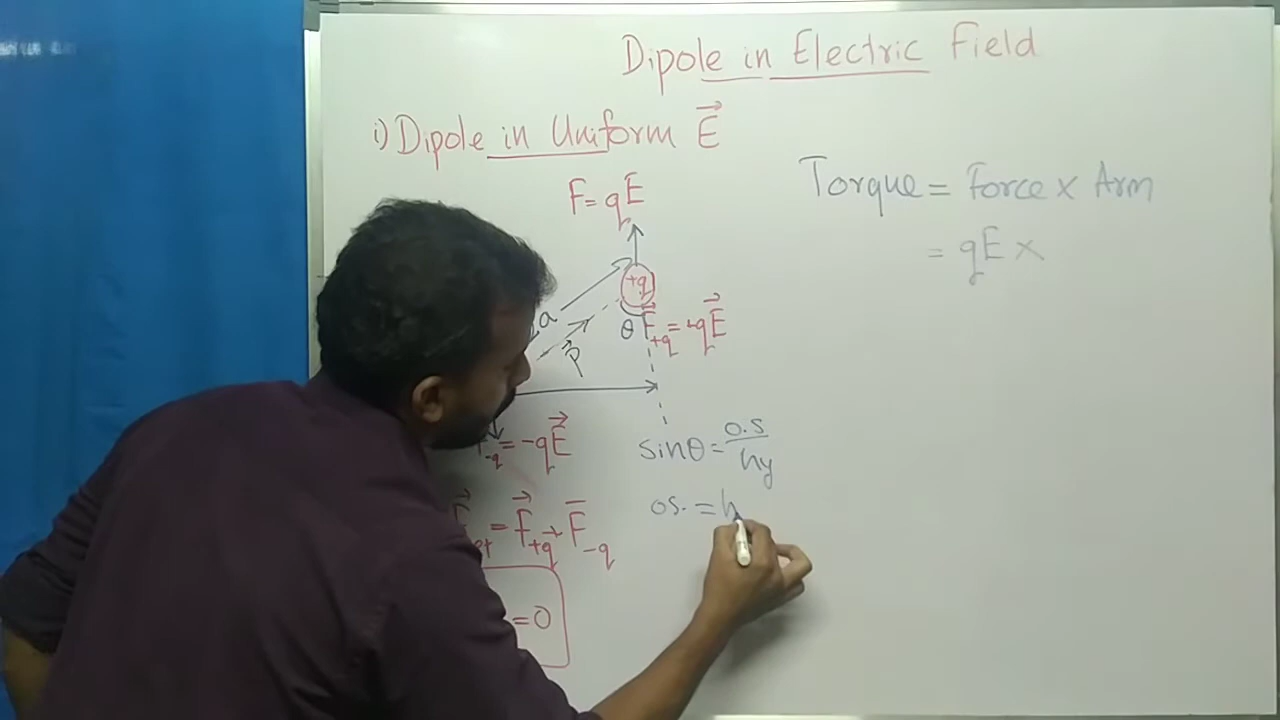 Dipole in Electric Field
i) Dipole in Uniform E
F = qE
Torque = Force × Arm
= qE ×
+q
a
θ
F+q = +qE
P
F-q = -qE
sinθ = o.s/hy
os. = h
= F+q + F-q
= 0